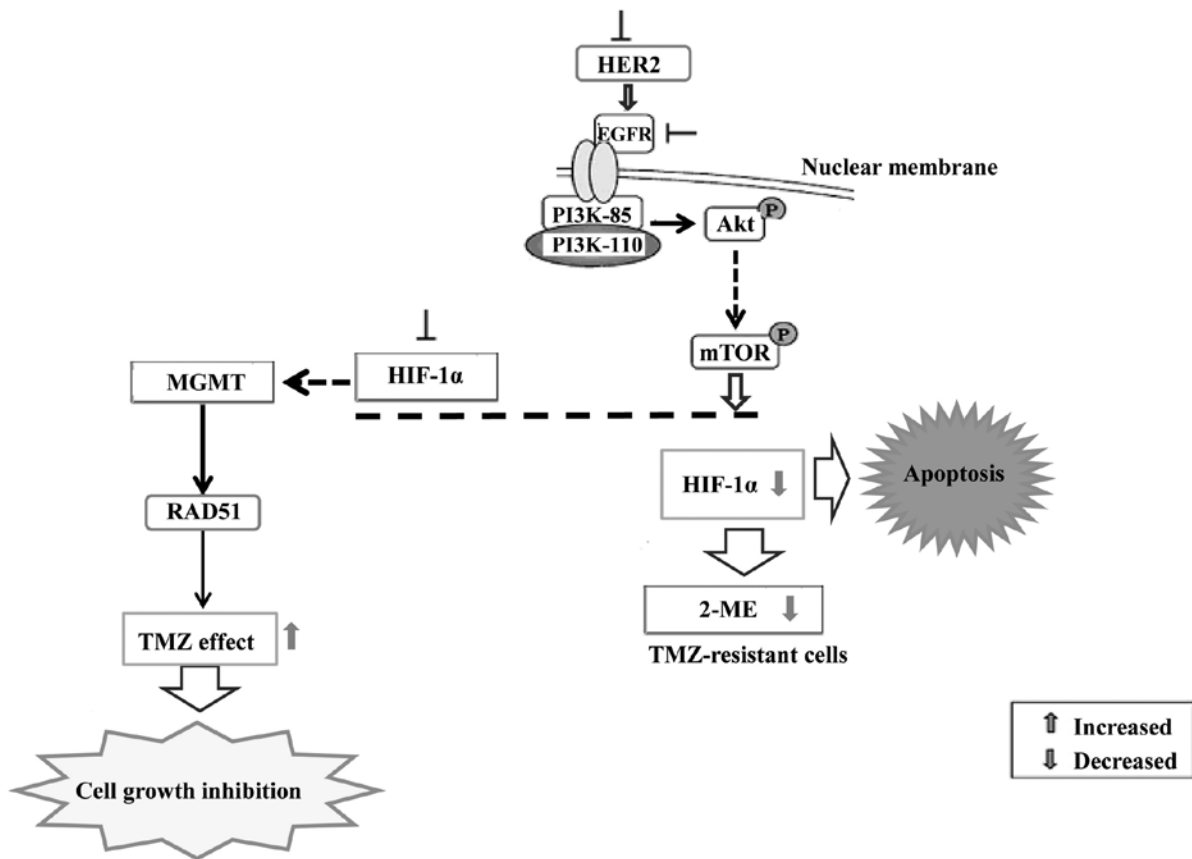 HER2
EGFR
Nuclear membrane
PI3K-85
PI3K-110
Akt
P
mTOR
P
HIF-1α
MGMT
RAD51
TMZ effect
Cell growth inhibition
HIF-1α
Apoptosis
2-ME
TMZ-resistant cells
Increased
Decreased